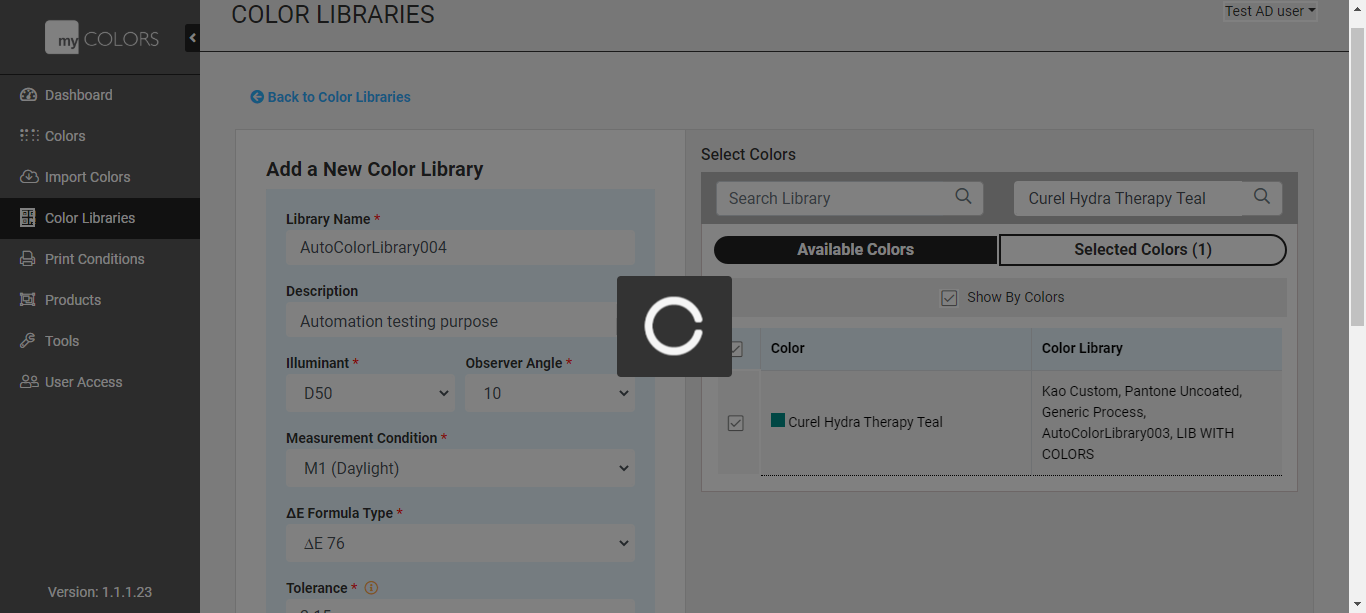 COLOR LIBRARIES
Test AD user
my COLORS
Dashboard
Colors
Import Colors
Color Libraries
Print Conditions
Products
Tools
User Access
Version: 1.1.1.23
Back to Color Libraries
Add a New Color Library
Library Name *
AutoColorLibrary004
Description
Automation testing purpose
Illuminant * Observer Angle *
D50 10
Measurement Condition *
M1 (Daylight)
ΔE Formula Type *
ΔE 76
Tolerance *
Select Colors
Search Library Curel Hydra Therapy Teal
Available Colors Selected Colors (1)
Show By Colors
Color Color Library
Curel Hydra Therapy Teal
Kao Custom, Pantone Uncoated,
Generic Process,
AutoColorLibrary003, LIB WITH
COLORS